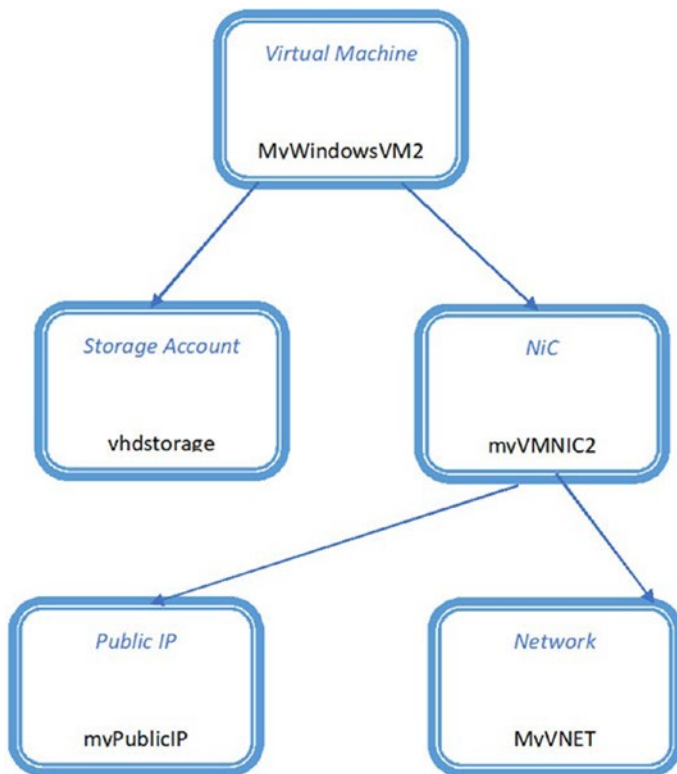 Virtual Machine
MyWindowsVM2
Storage Account
vhdstorage
NiC
myVMNIC2
Public IP
myPublicIP
Network
MyVNET